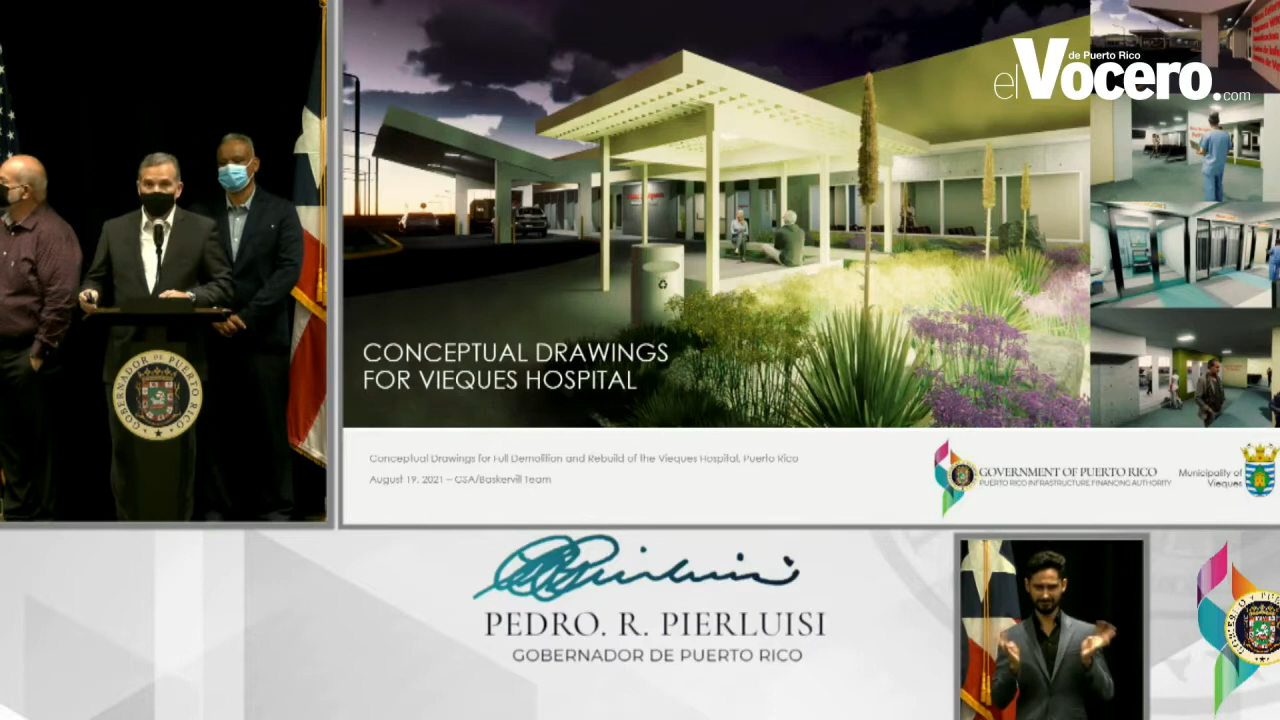 de Puerto Rico
el Vocero.com
CONCEPTUAL DRAWINGS
FOR VIEQUES HOSPITAL
Conceptual Drawings for Full Demolition and Rebuild of the Vieques Hospital, Puerto Rico
August 19, 2021 – CSA/Baskervill Team
GOVERNMENT OF PUERTO RICO
PUERTO RICO INFRASTRUCTURE FINANCING AUTHORITY
Municipality of
Vieques
GOBERNADOR DE PUERTO RICO
PEDRO. R. PIERLUISI
GOBERNADOR DE PUERTO RICO